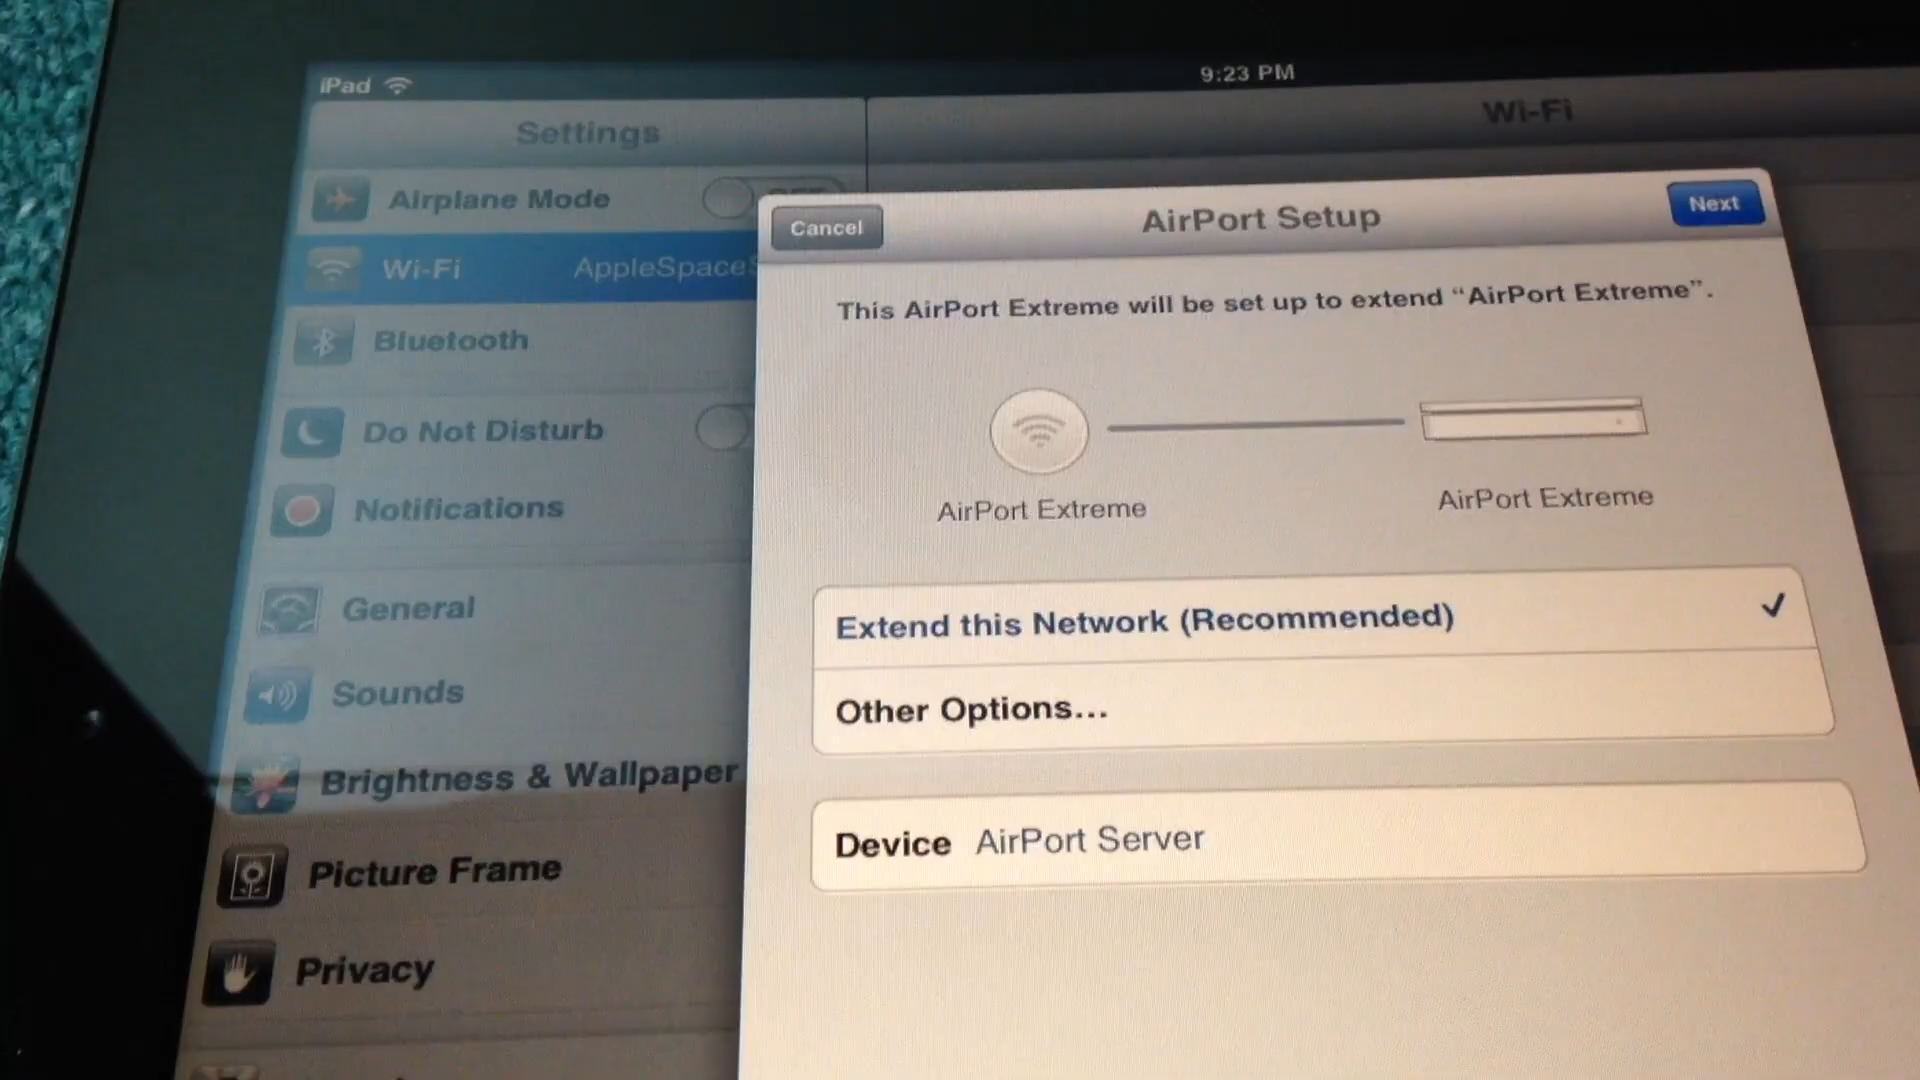 iPad
9:23 PM
Settings
Wi-Fi
Airplane Mode
Wi-Fi AppleSpace
Bluetooth
Do Not Disturb
Notifications
General
Sounds
Brightness & Wallpaper
Picture Frame
Privacy
Cancel
AirPort Setup
Next
This AirPort Extreme will be set up to extend “AirPort Extreme”.
AirPort Extreme
AirPort Extreme
Extend this Network (Recommended)
Other Options...
Device AirPort Server